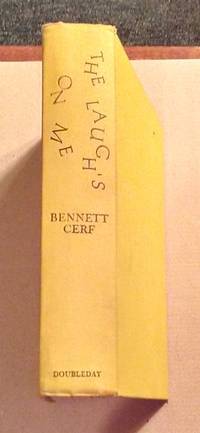 THE LAUGH'S
ON ME
BENNETT
CERF
DOUBLEDAY